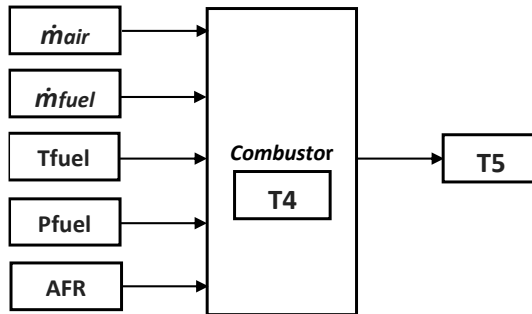 ṁair
ṁfuel
Tfuel
Combustor
T5
T4
Pfuel
AFR